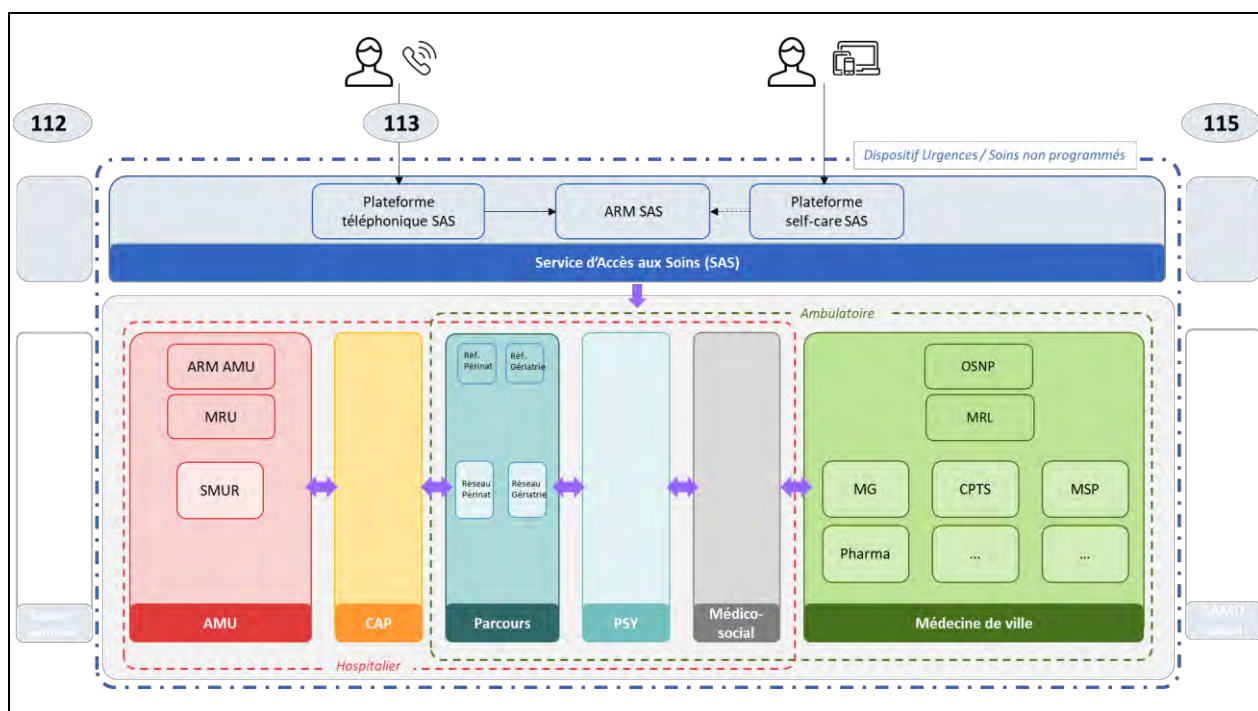 112
113
115
Dispositif Urgences / Soins non programmés
Plateforme
téléphonique SAS
ARM SAS
Plateforme
self-care SAS
Service d'Accès aux Soins (SAS)
Ambulatoire
ARM AMU
MRU
SMUR
AMU
CAP
Réf.
Périnat
Réf.
Gériatrie
Réseau
Périnat
Réseau
Gériatrie
Parcours
PSY
Médico-
social
OSNP
MRL
MG
CPTS
MSP
Pharma
...
...
Médecine de ville
Hospitalier